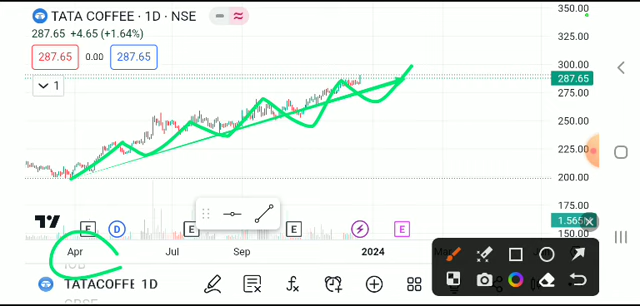 TATA COFFEE · 1D · NSE
287.65 +4.65 (+1.64%)
287.65 0.00 287.65
1
350.00
325.00
300.00
287.65
275.00
250.00
225.00
200.00
175.00
1.565
150.00
E D E E E
Apr Jul Sep 2024
TATACOFFE 1D